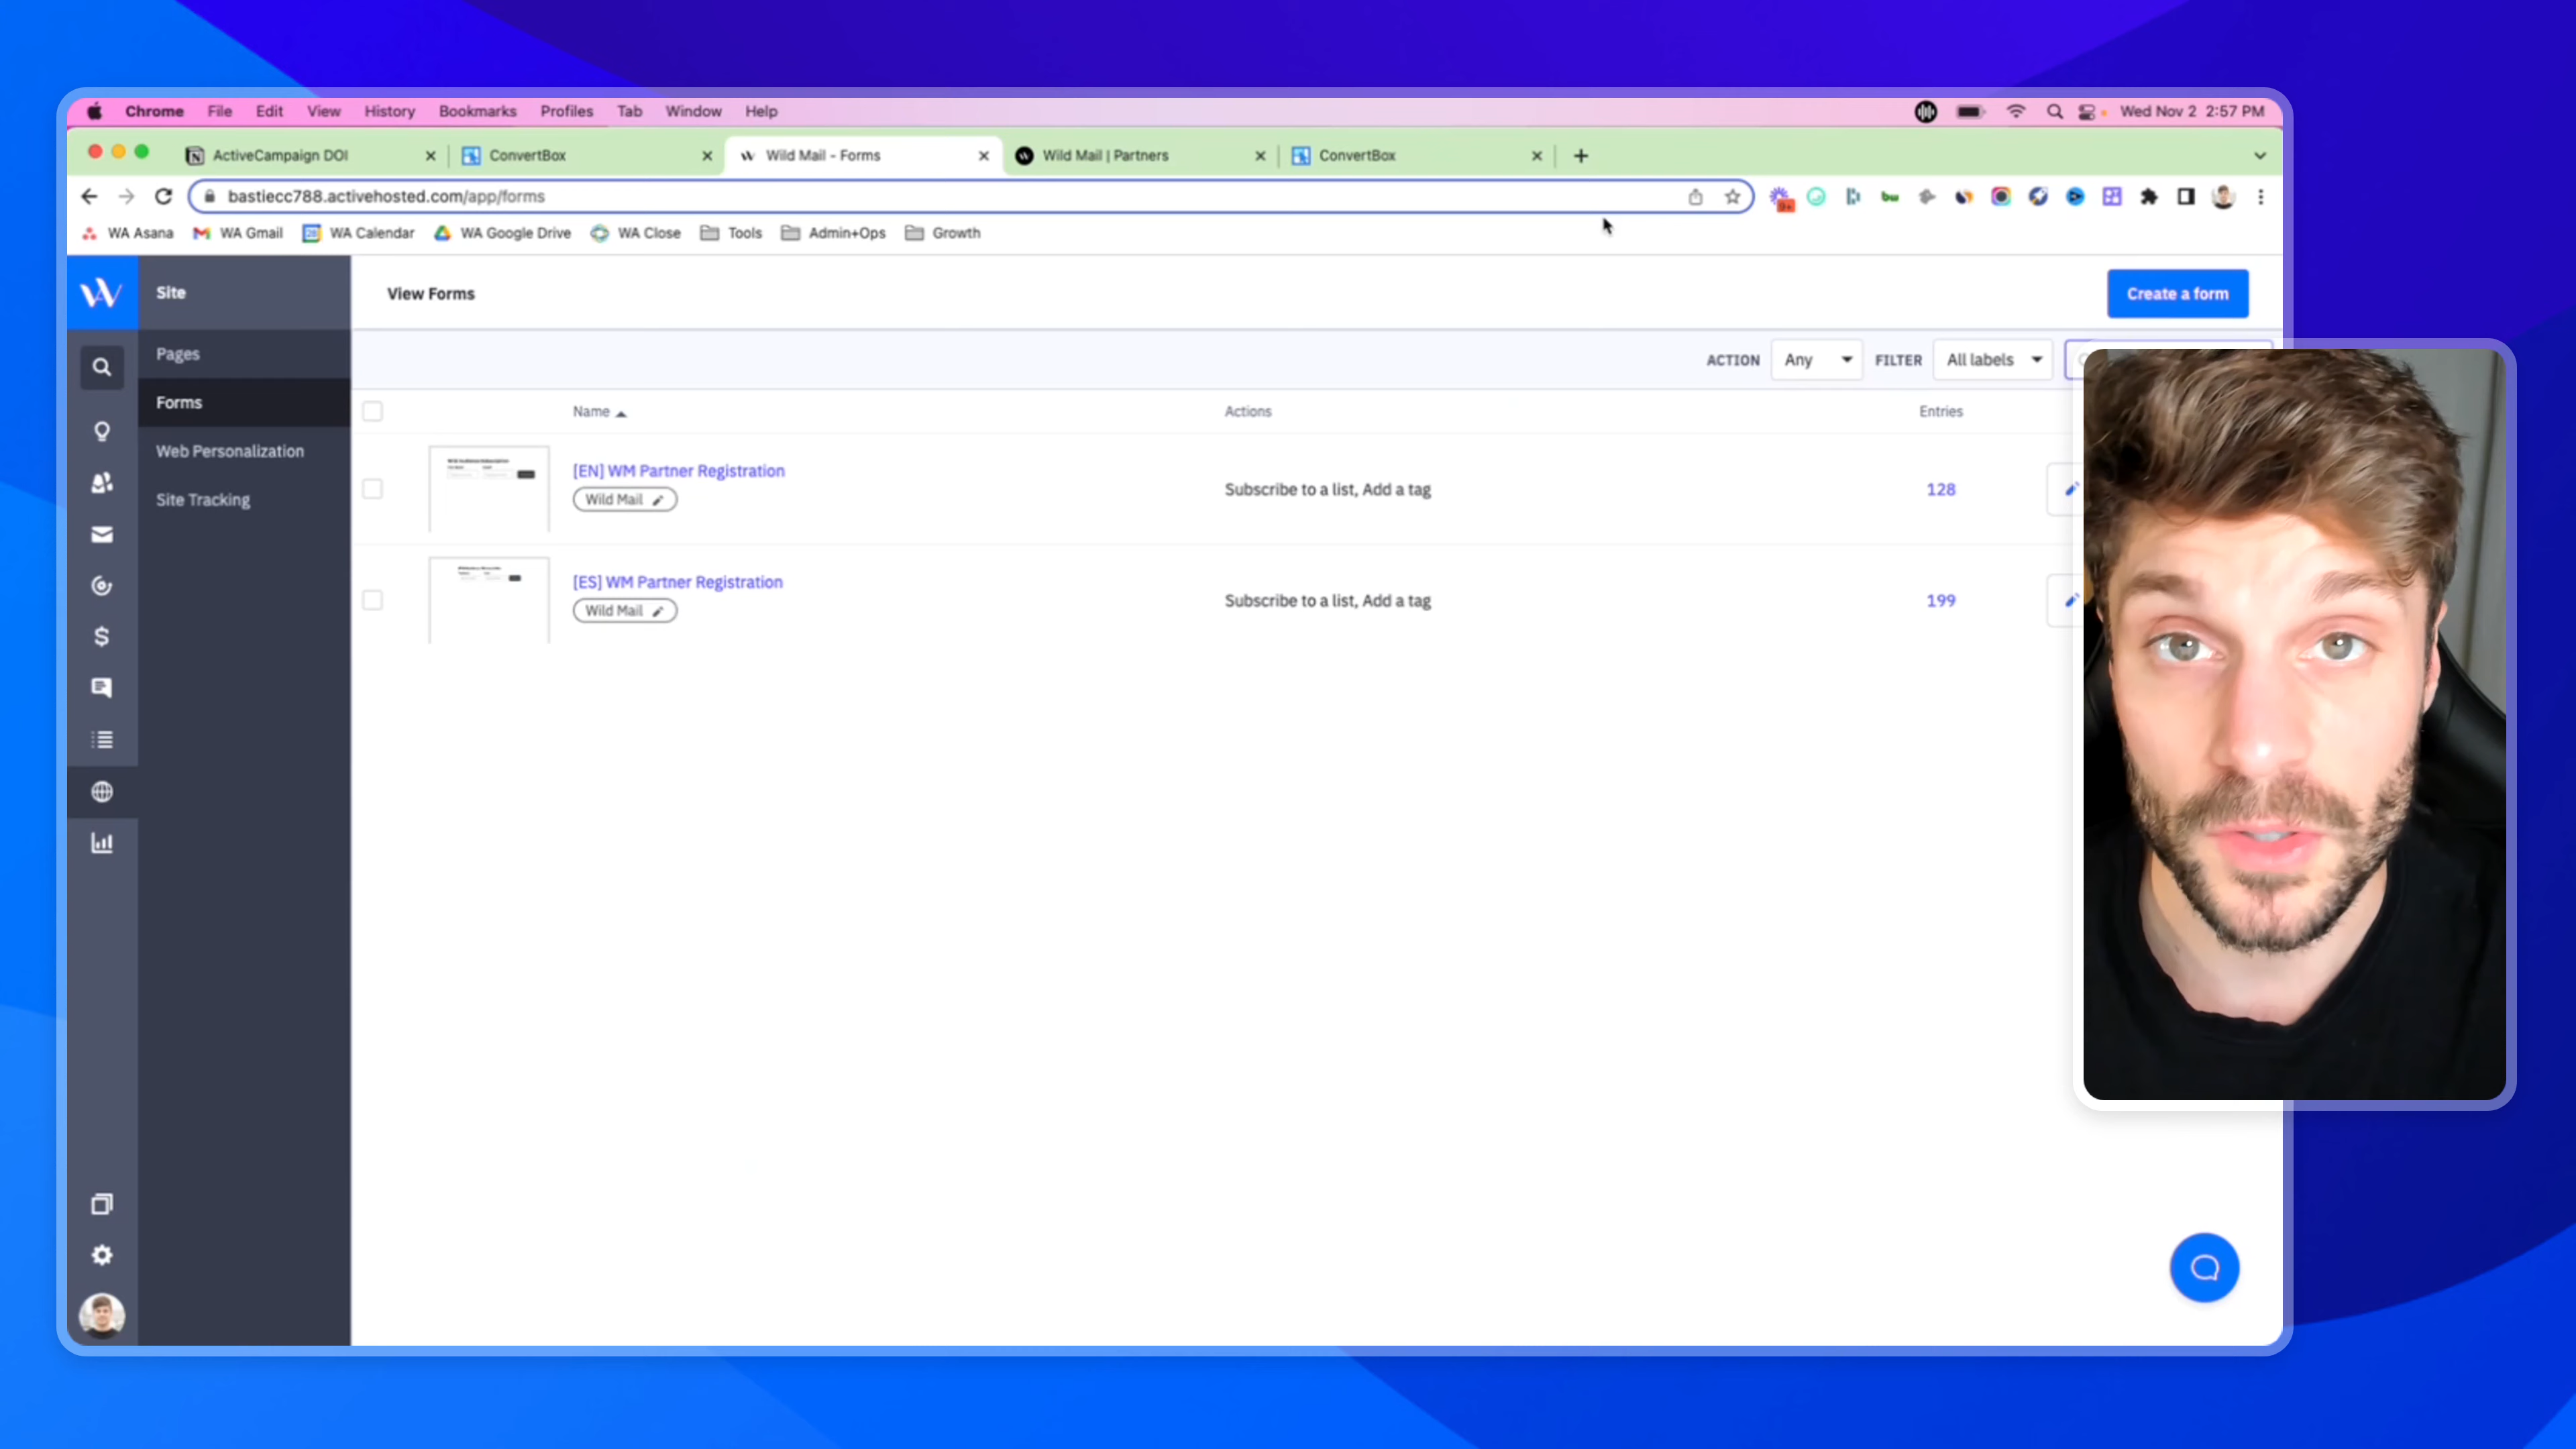 Chrome File Edit View History Bookmarks Profiles Tab Window Help Wed Nov 2 2:57 PM
ActiveCampaign DOI ConvertBox Wild Mail - Forms Wild Mail | Partners ConvertBox
bastiecc788.activehosted.com/app/forms
9+
WA Asana WA Gmail WA Calendar WA Google Drive WA Close Tools Admin+Ops Growth
Site View Forms Create a form
Pages
ACTION Any FILTER All labels
Forms
Name Actions Entries
Web Personalization
Site Tracking
[EN] WM Partner Registration
Wild Mail
Subscribe to a list, Add a tag 128
[ES] WM Partner Registration
Wild Mail
Subscribe to a list, Add a tag 199